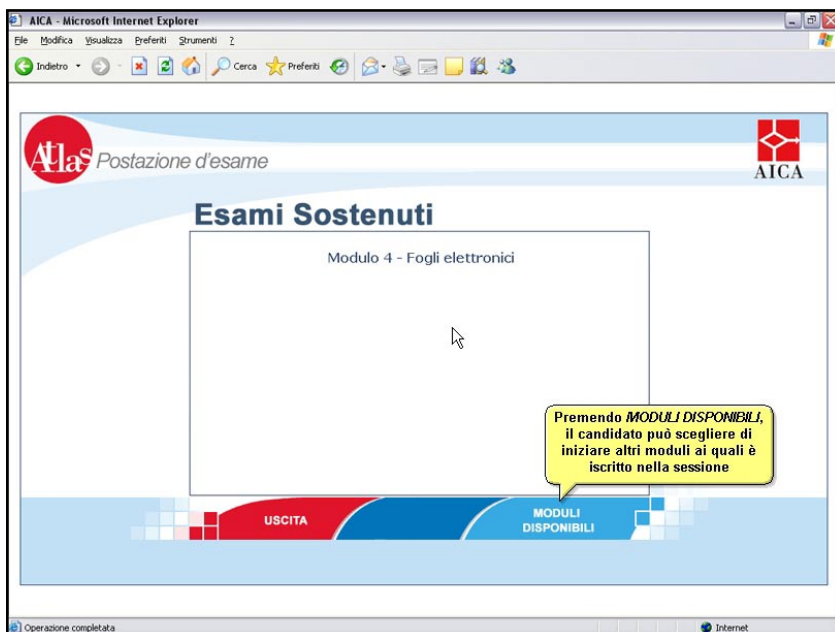 AICA - Microsoft Internet Explorer
File Modifica Visualizza Preferiti Strumenti ?
Indietro Cerca Preferiti
Atlas Postazione d'esame
AICA
Esami Sostenuti
Modulo 4 - Fogli elettronici
Premendo MODULI DISPONIBILI,
il candidato può scegliere di
iniziare altri moduli ai quali è
iscritto nella sessione
USCITA
MODULI
DISPONIBILI
Operazione completata Internet